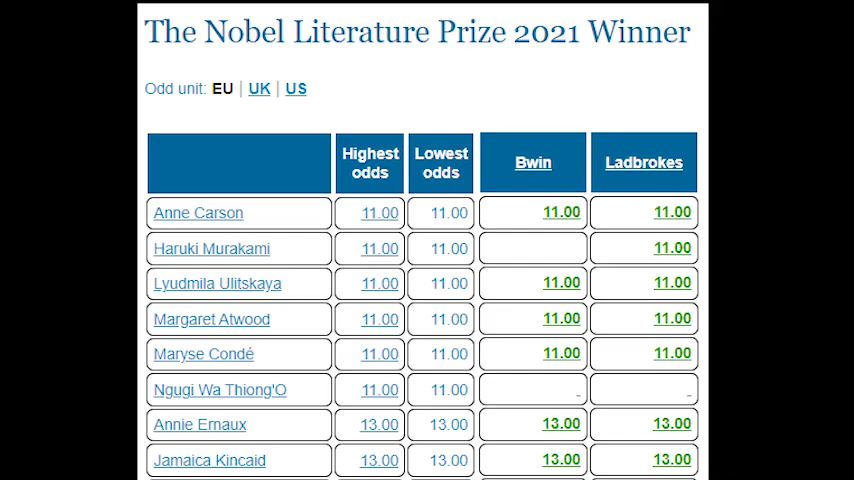 The Nobel Literature Prize 2021 Winner
Odd unit: EU | UK | US
Highest odds Lowest odds Bwin Ladbrokes
Anne Carson 11.00 11.00 11.00 11.00
Haruki Murakami 11.00 11.00 11.00
Lyudmila Ulitskaya 11.00 11.00 11.00 11.00
Margaret Atwood 11.00 11.00 11.00 11.00
Maryse Condé 11.00 11.00 11.00 11.00
Ngugi Wa Thiong'O 11.00 11.00 - -
Annie Ernaux 13.00 13.00 13.00 13.00
Jamaica Kincaid 13.00 13.00 13.00 13.00